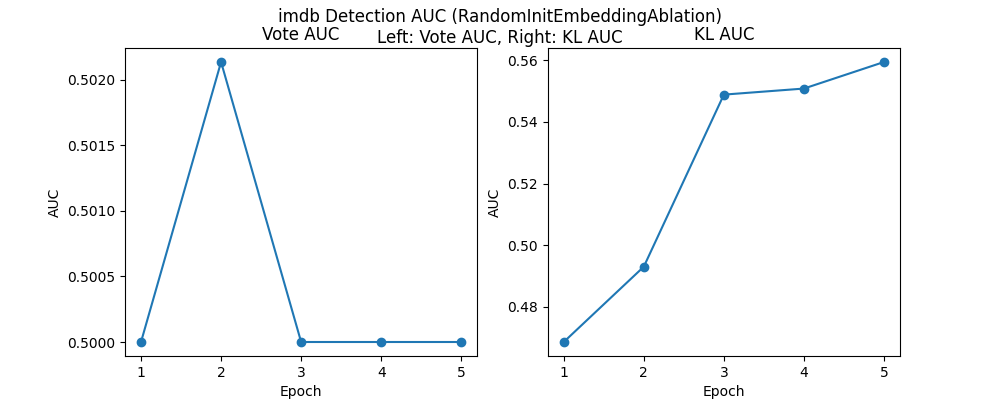 imdb Detection AUC (RandomInitEmbeddingAblation)
Left: Vote AUC, Right: KL AUC
Vote AUC
0.5020
0.5015
0.5010
0.5005
0.5000
AUC
1 2 3 4 5
Epoch
KL AUC
0.56
0.54
0.52
0.50
0.48
AUC
1 2 3 4 5
Epoch